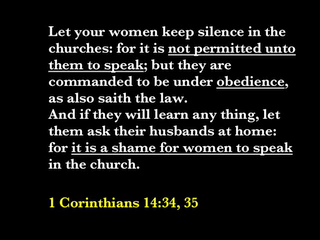 Let your women keep silence in the
churches: for it is not permitted unto
them to speak; but they are
commanded to be under obedience,
as also saith the law.
And if they will learn any thing, let
them ask their husbands at home:
for it is a shame for women to speak
in the church.
1 Corinthians 14:34, 35